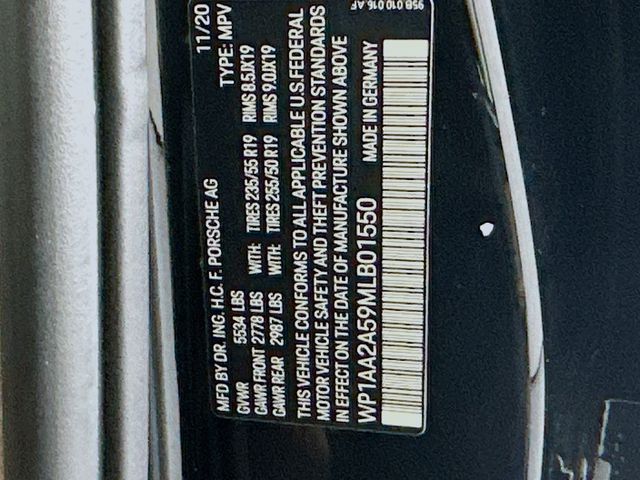 95B 010 016 AF
MFD BY DR. ING. H.C. F. PORSCHE AG 11/20
GVWR 5534 LBS TYPE: MPV
GAWR FRONT 2778 LBS WITH: TIRES 235/55 R19 RIMS 8.5JX19
GAWR REAR 2987 LBS WITH: TIRES 255/50 R19 RIMS 9.0JX19
THIS VEHICLE CONFORMS TO ALL APPLICABLE U.S.FEDERAL
MOTOR VEHICLE SAFETY AND THEFT PREVENTION STANDARDS
IN EFFECT ON THE DATE OF MANUFACTURE SHOWN ABOVE
WP1AA2A59MLB01550 MADE IN GERMANY